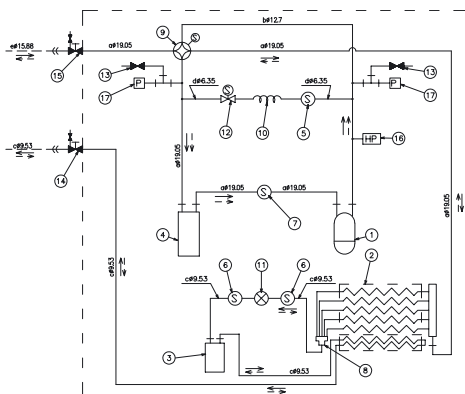 b⌀12.7
9
S
e⌀15.88
a⌀19.05
a⌀19.05
15
13
13
P
P
17
17
d⌀6.35
d⌀6.35
S
S
12
10
5
HP
16
c⌀9.53
14
a⌀19.05
a⌀19.05
a⌀19.05
S
a⌀19.05
7
4
1
6
11
6
2
c⌀9.53
c⌀9.53
S
S
c⌀9.53
3
8
c⌀9.53